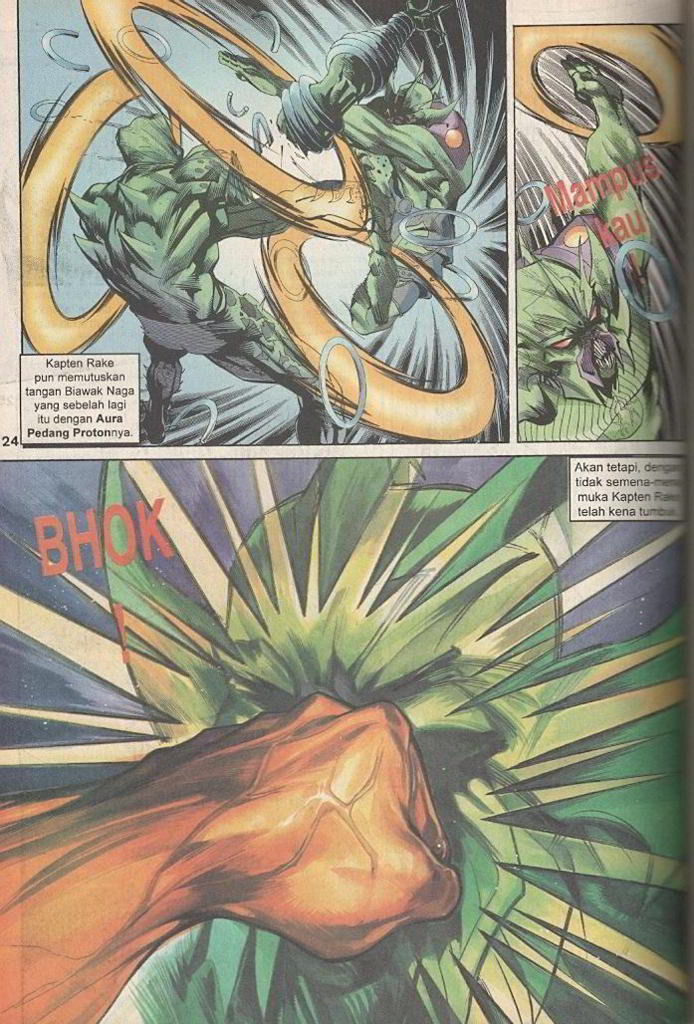 Kapten Rake
pun memutuskan
tangan Biawak Naga
yang sebelah lagi
itu dengan Aura
Pedang Protonnya.
24
Mampus
kau
!
Akan tetapi, dengan
tidak semena-mena
muka Kapten Rake
telah kena tumbuk.
BHOK
!